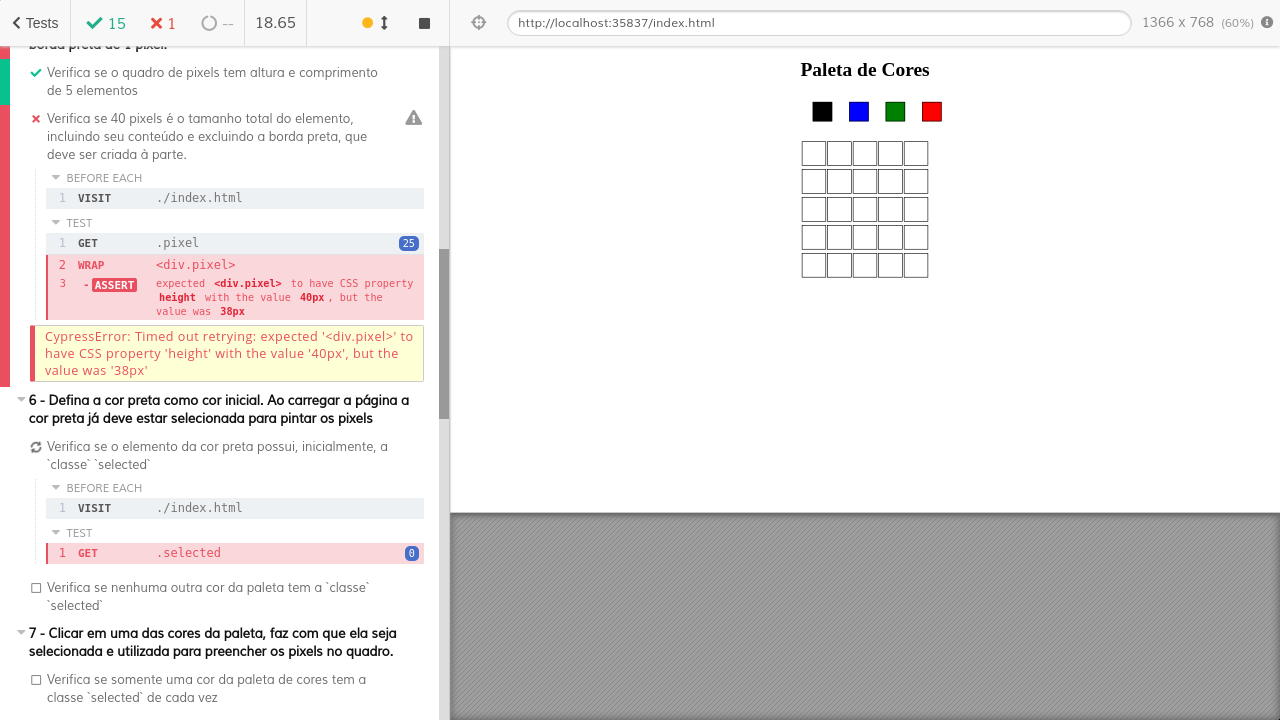 Tests
15
1
--
18.65
http://localhost:35837/index.html
1366 x 768 (60%)
borda preta de 1 pixel.
Verifica se o quadro de pixels tem altura e comprimento
de 5 elementos
Verifica se 40 pixels é o tamanho total do elemento,
incluindo seu conteúdo e excluindo a borda preta, que
deve ser criada à parte.
BEFORE EACH
1 VISIT ./index.html
TEST
1 GET .pixel 25
2 WRAP <div.pixel>
3 - ASSERT expected <div.pixel> to have CSS property
height with the value 40px, but the
value was 38px
CypressError: Timed out retrying: expected '<div.pixel>' to
have CSS property 'height' with the value '40px', but the
value was '38px'
6 - Defina a cor preta como cor inicial. Ao carregar a página a
cor preta já deve estar selecionada para pintar os pixels
Verifica se o elemento da cor preta possui, inicialmente, a
`classe` `selected`
BEFORE EACH
1 VISIT ./index.html
TEST
1 GET .selected 0
Verifica se nenhuma outra cor da paleta tem a `classe`
`selected`
7 - Clicar em uma das cores da paleta, faz com que ela seja
selecionada e utilizada para preencher os pixels no quadro.
Verifica se somente uma cor da paleta de cores tem a
classe `selected` de cada vez
Paleta de Cores